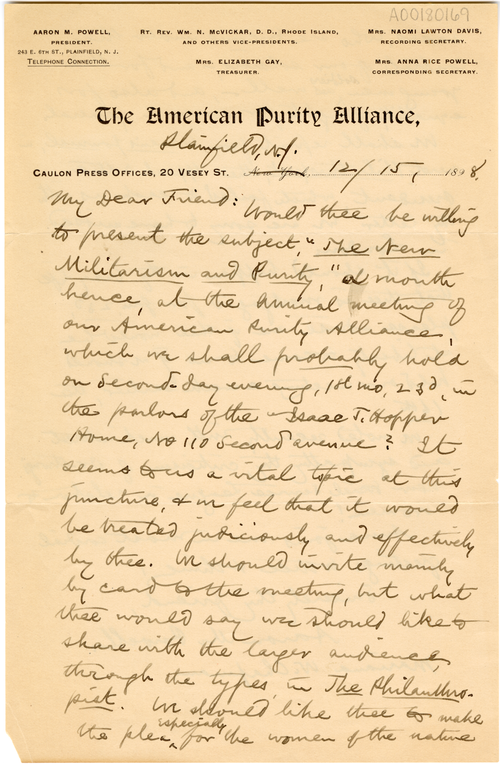 A00180169
AARON M. POWELL,
PRESIDENT.
243 E. 6TH ST., PLAINFIELD, N. J.
TELEPHONE CONNECTION.
RT. REV. WM. N. MCVICKAR, D. D., RHODE ISLAND,
AND OTHERS VICE-PRESIDENTS.
MRS. ELIZABETH GAY,
TREASURER.
MRS. NAOMI LAWTON DAVIS,
RECORDING SECRETARY.
MRS. ANNA RICE POWELL,
CORRESPONDING SECRETARY.
The American Purity Alliance,
Plainfield, N.J.
CAULON PRESS OFFICES, 20 VESEY ST. New York, 12/15, 1898.
My Dear Friend: Would thee be willing
to present the subject, "The New
Militarism and Purity," a month
hence, at the annual meeting of
our American Purity Alliance,
which we shall probably hold
on Second-day evening, 1st mo, 23d, in
the parlors of the Isaac T. Hopper
Home, No 110 Second avenue? It
seems to us a vital topic at this
juncture, & we feel that it would
be treated judiciously and effectively
by thee. We should invite mainly
by card to the meeting, but what
thee would say we should like to
share with the larger audience,
through the types, in The Philanthro-
pist. We should like thee to make
the plea, especially for the women of the native